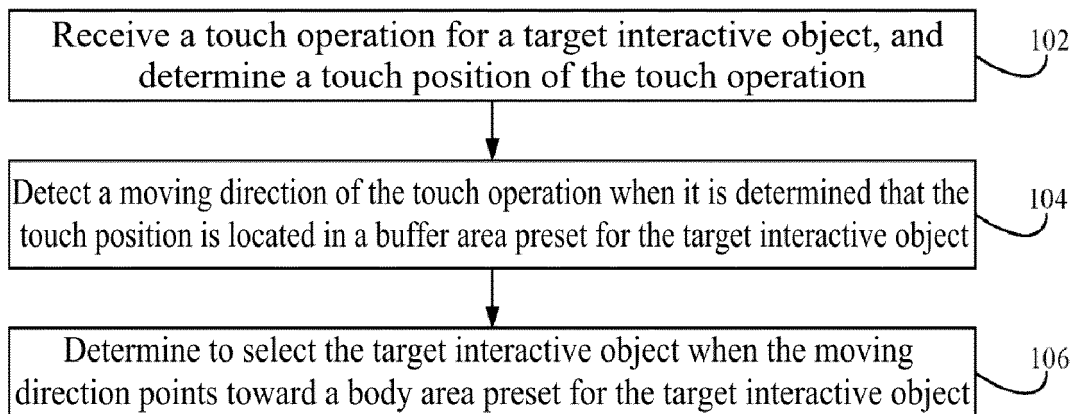 Receive a touch operation for a target interactive object, and
determine a touch position of the touch operation
102
Detect a moving direction of the touch operation when it is determined that the
touch position is located in a buffer area preset for the target interactive object
104
Determine to select the target interactive object when the moving
direction points toward a body area preset for the target interactive object
106